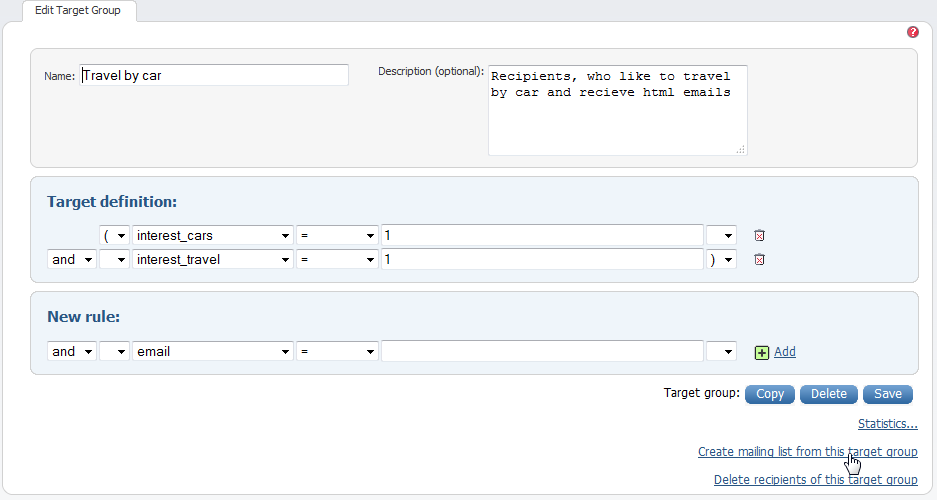 Edit Target Group
?
Name: Travel by car
Description (optional): Recipients, who like to travel
by car and recieve html emails
Target definition:
( interest_cars = 1
and interest_travel = 1 )
New rule:
and email = Add
Target group: Copy Delete Save
Statistics...
Create mailing list from this target group
Delete recipients of this target group